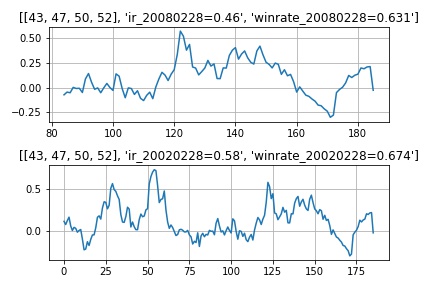 [[43, 47, 50, 52], 'ir_20080228=0.46', 'winrate_20080228=0.631']
0.50
0.25
0.00
−0.25
80 100 120 140 160 180
[[43, 47, 50, 52], 'ir_20020228=0.58', 'winrate_20020228=0.674']
0.5
0.0
0 25 50 75 100 125 150 175